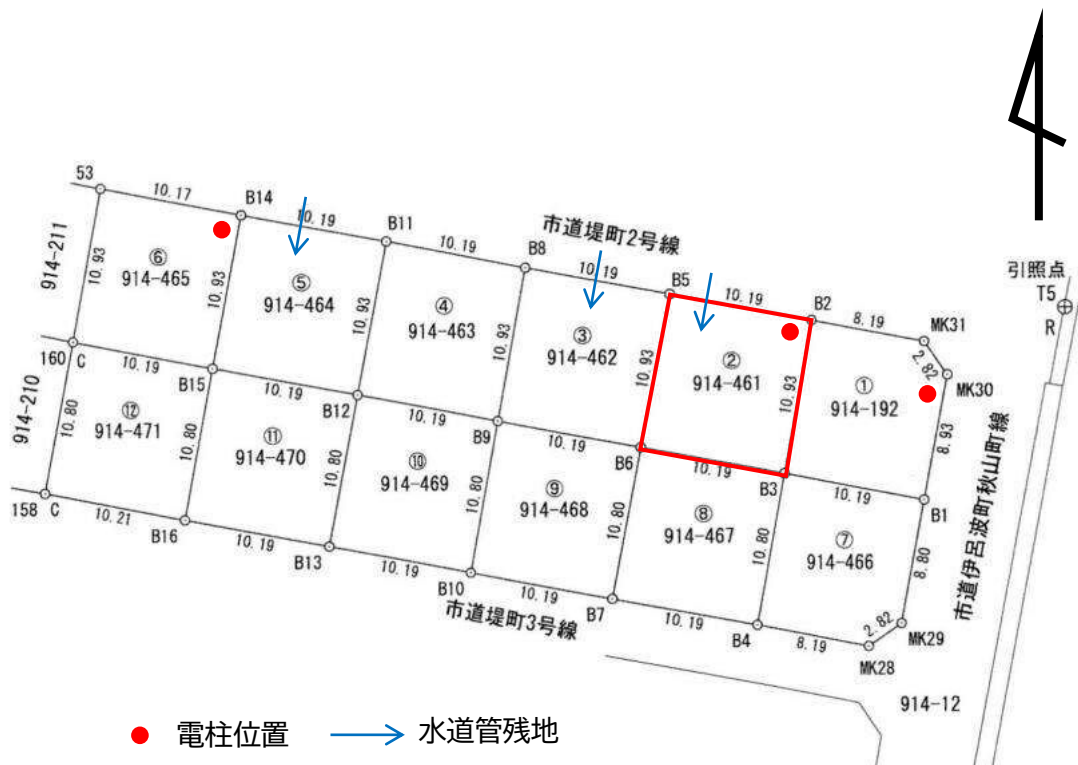 53
10.17
B14
10.19
B11
10.19
B8
市道堤町2号線
10.19
B5
10.19
B2
8.19
MK31
2.82
MK30
引照点
T5
R
914-211
10.93
⑥
914-465
10.93
⑤
914-464
10.93
④
914-463
10.93
③
914-462
10.93
②
914-461
10.93
①
914-192
8.93
市道伊呂波町秋山町線
160
C
10.19
B15
10.19
B12
10.19
B9
10.19
B6
10.19
B3
10.19
B1
914-210
10.80
⑫
914-471
10.80
⑪
914-470
10.80
⑩
914-469
10.80
⑨
914-468
10.80
⑧
914-467
10.80
⑦
914-466
8.80
158
C
10.21
B16
10.19
B13
10.19
B10
10.19
B7
10.19
B4
8.19
MK28
2.82
MK29
市道堤町3号線
914-12
電柱位置
水道管残地